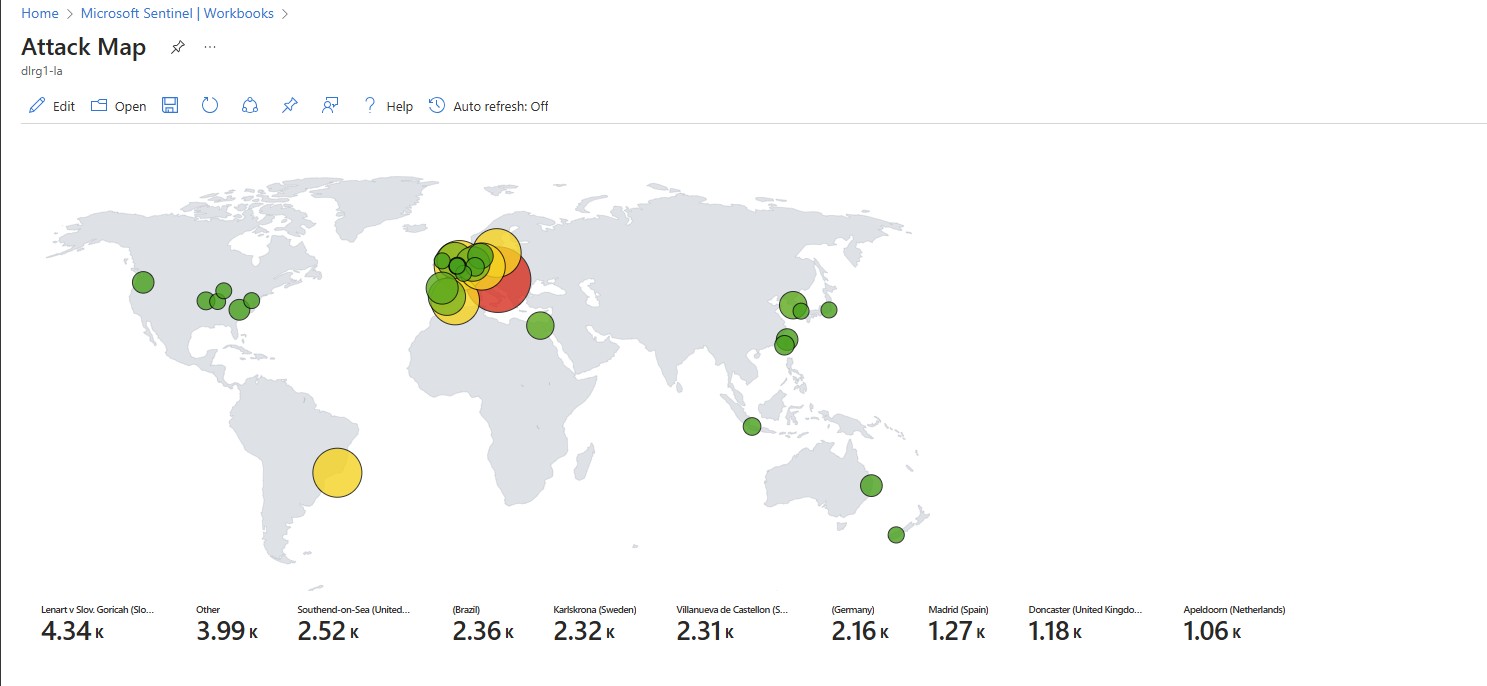 Home > Microsoft Sentinel | Workbooks >
Attack Map ...
dlrg1-la
Edit Open Help Auto refresh: Off
Lenart v Slov. Goricah (Slo... Other Southend-on-Sea (United... (Brazil) Karlskrona (Sweden) Villanueva de Castellon (S... (Germany) Madrid (Spain) Doncaster (United Kingdo... Apeldoorn (Netherlands)
4.34 K 3.99 K 2.52 K 2.36 K 2.32 K 2.31 K 2.16 K 1.27 K 1.18 K 1.06 K